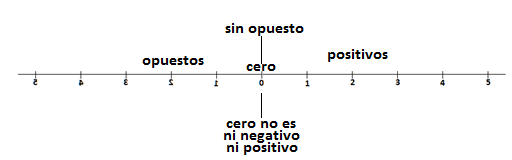 sin opuesto
opuestos positivos
cero
5 4 3 2 1 0 1 2 3 4 5
cero no es
ni negativo
ni positivo